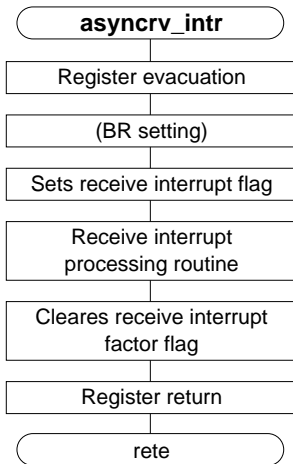 asyncrv_intr
Register evacuation
(BR setting)
Sets receive interrupt flag
Receive interrupt
processing routine
Cleares receive interrupt
factor flag
Register return
rete